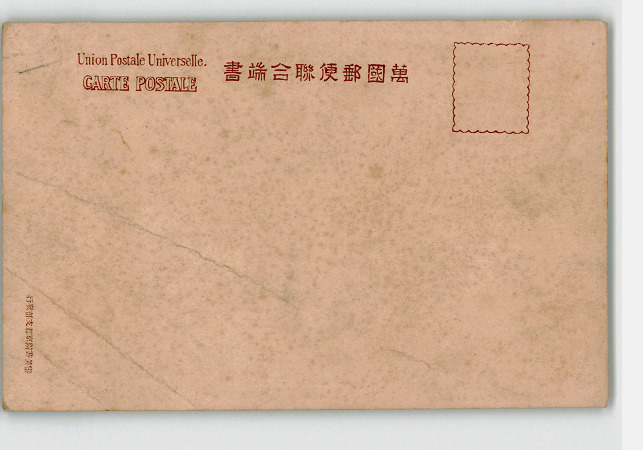 Union Postale Universelle.
CARTE POSTALE
萬國郵便聯合端書